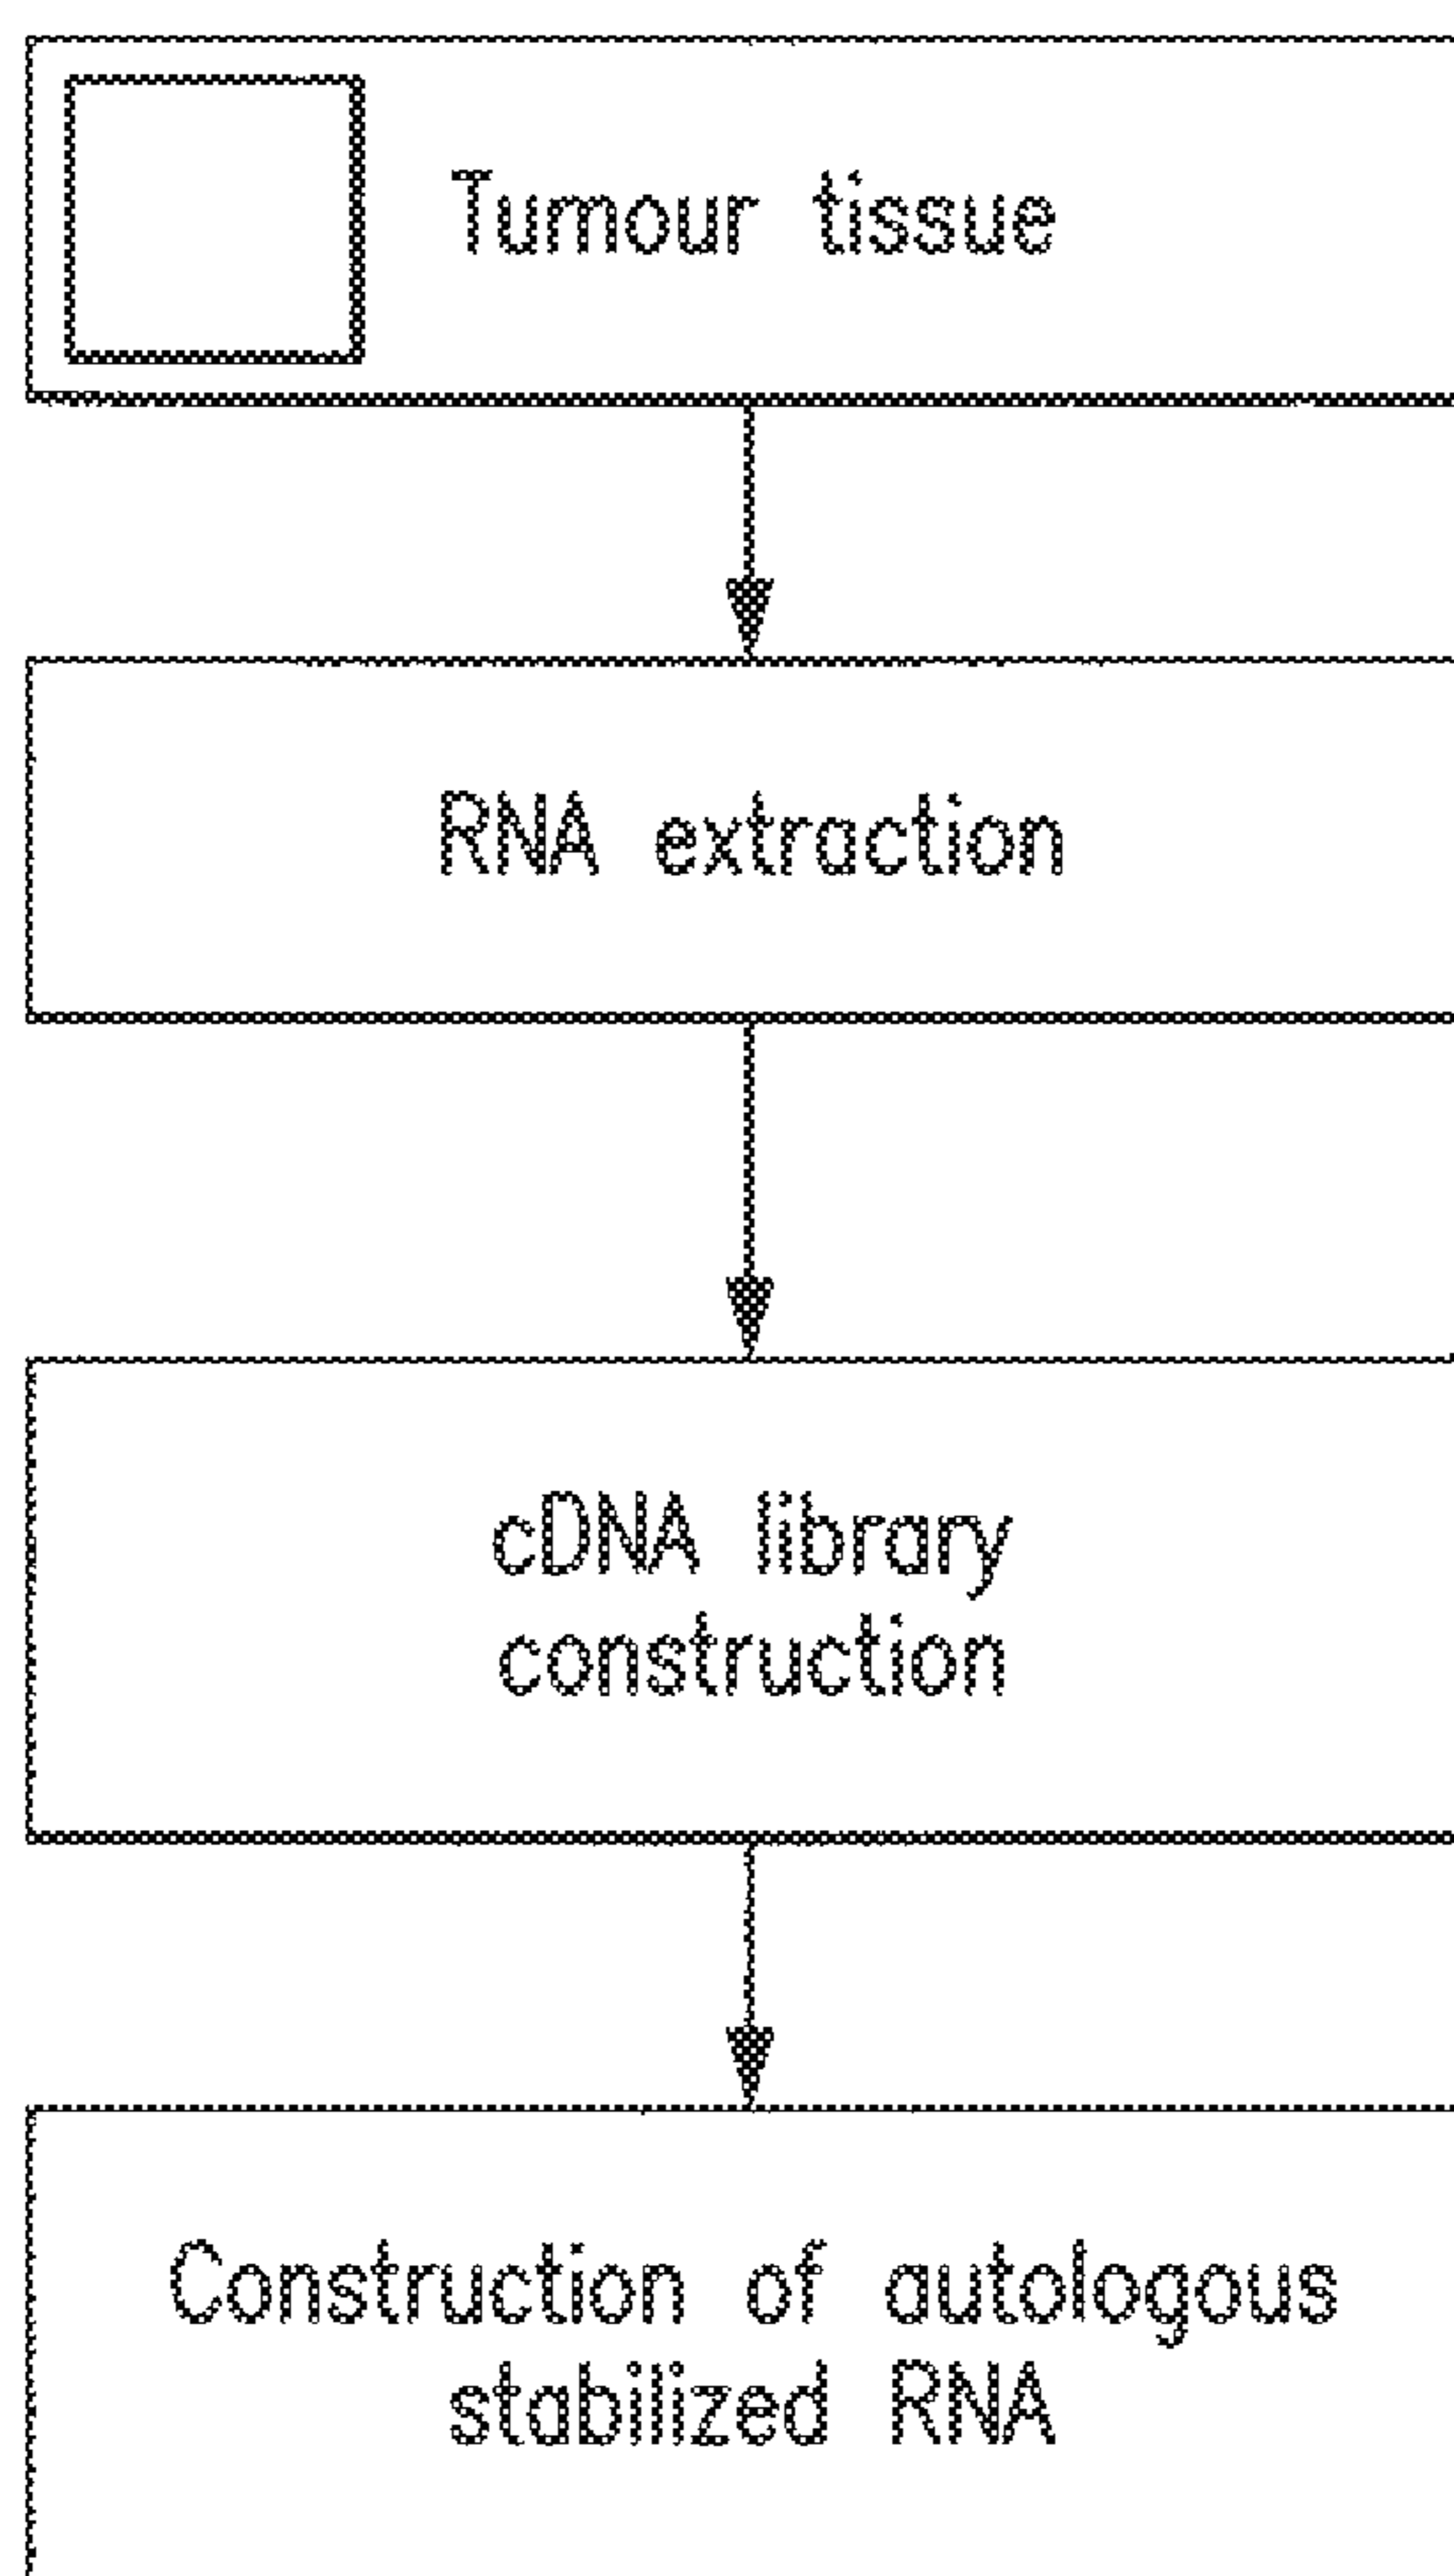 Tumour tissue
RNA extraction
cDNA library
construction
Construction of autologous
stabilized RNA